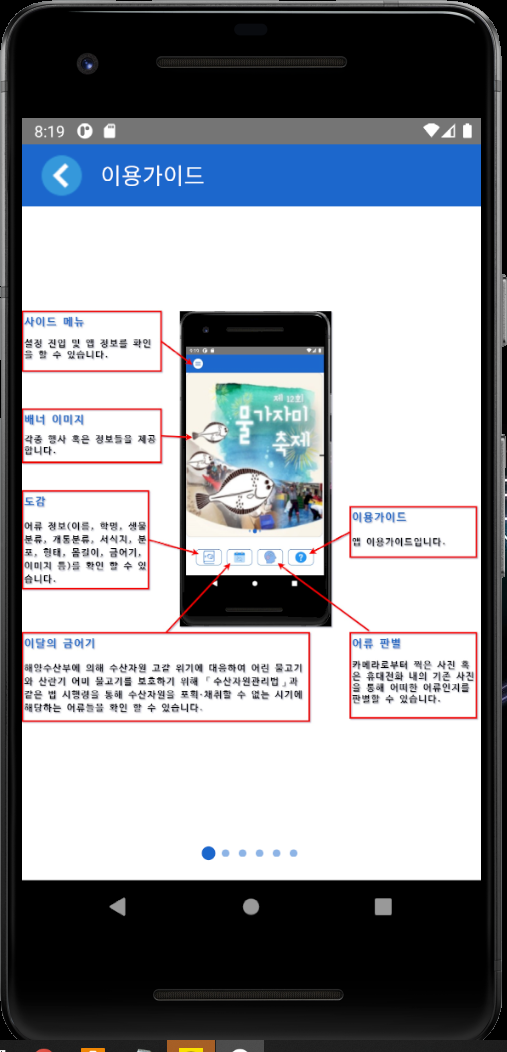 8:19
이용가이드
사이드 메뉴
설정 진입 및 앱 정보를 확인
을 할 수 있습니다.
배너 이미지
각종 행사 혹은 정보들을 제공
합니다.
도감
어류 정보(이름, 학명, 생물
분류, 계통분류, 서식지, 분
포, 형태, 몸길이, 금어기,
이미지 등)를 확인 할 수 있
습니다.
제 12회
물가자미
축제
이용가이드
앱 이용가이드입니다.
이달의 금어기
해양수산부에 의해 수산자원 고갈 위기에 대응하여 어린 물고기
와 산란기 어미 물고기를 보호하기 위해 「수산자원관리법」과
같은 법 시행령을 통해 수산자원을 포획·채취할 수 없는 시기에
해당하는 어류들을 확인 할 수 있습니다.
어류 판별
카메라로부터 찍은 사진 혹
은 휴대전화 내의 기존 사진
을 통해 어떠한 어류인지를
판별할 수 있습니다.